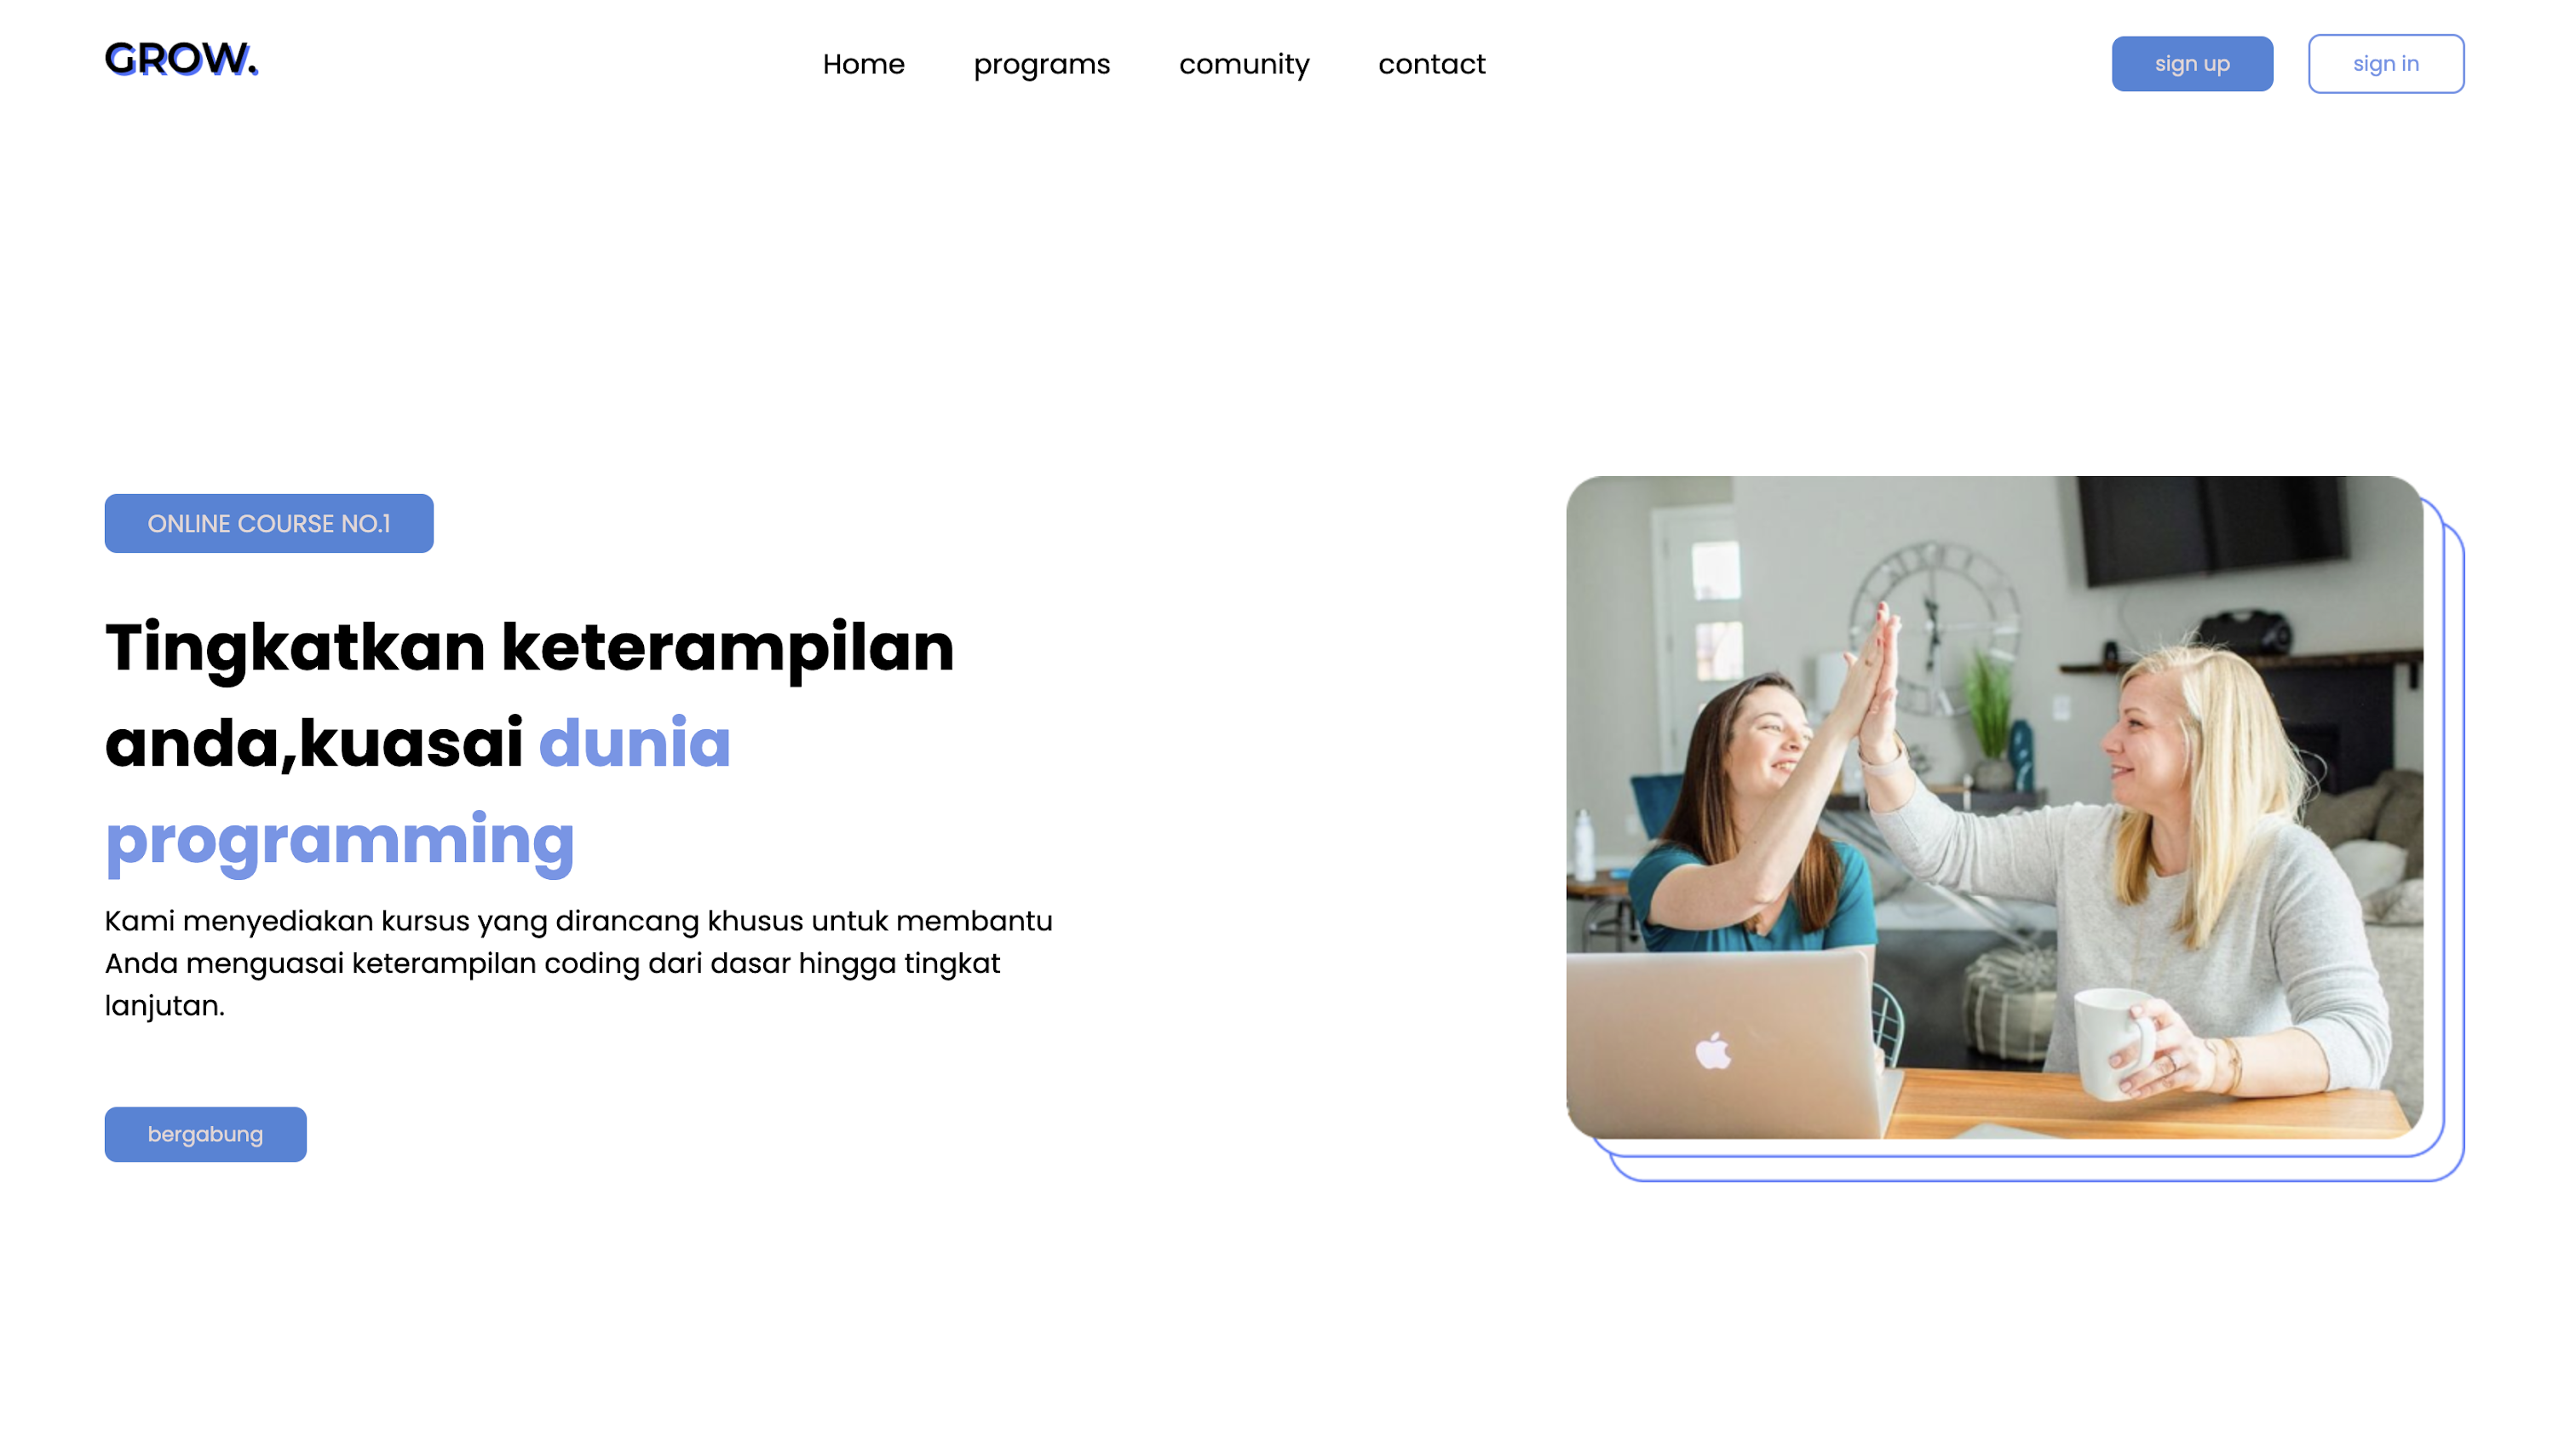 GROW.
Home programs comunity contact
sign up sign in
ONLINE COURSE NO.1
Tingkatkan keterampilan
anda,kuasai dunia
programming
Kami menyediakan kursus yang dirancang khusus untuk membantu
Anda menguasai keterampilan coding dari dasar hingga tingkat
lanjutan.
bergabung